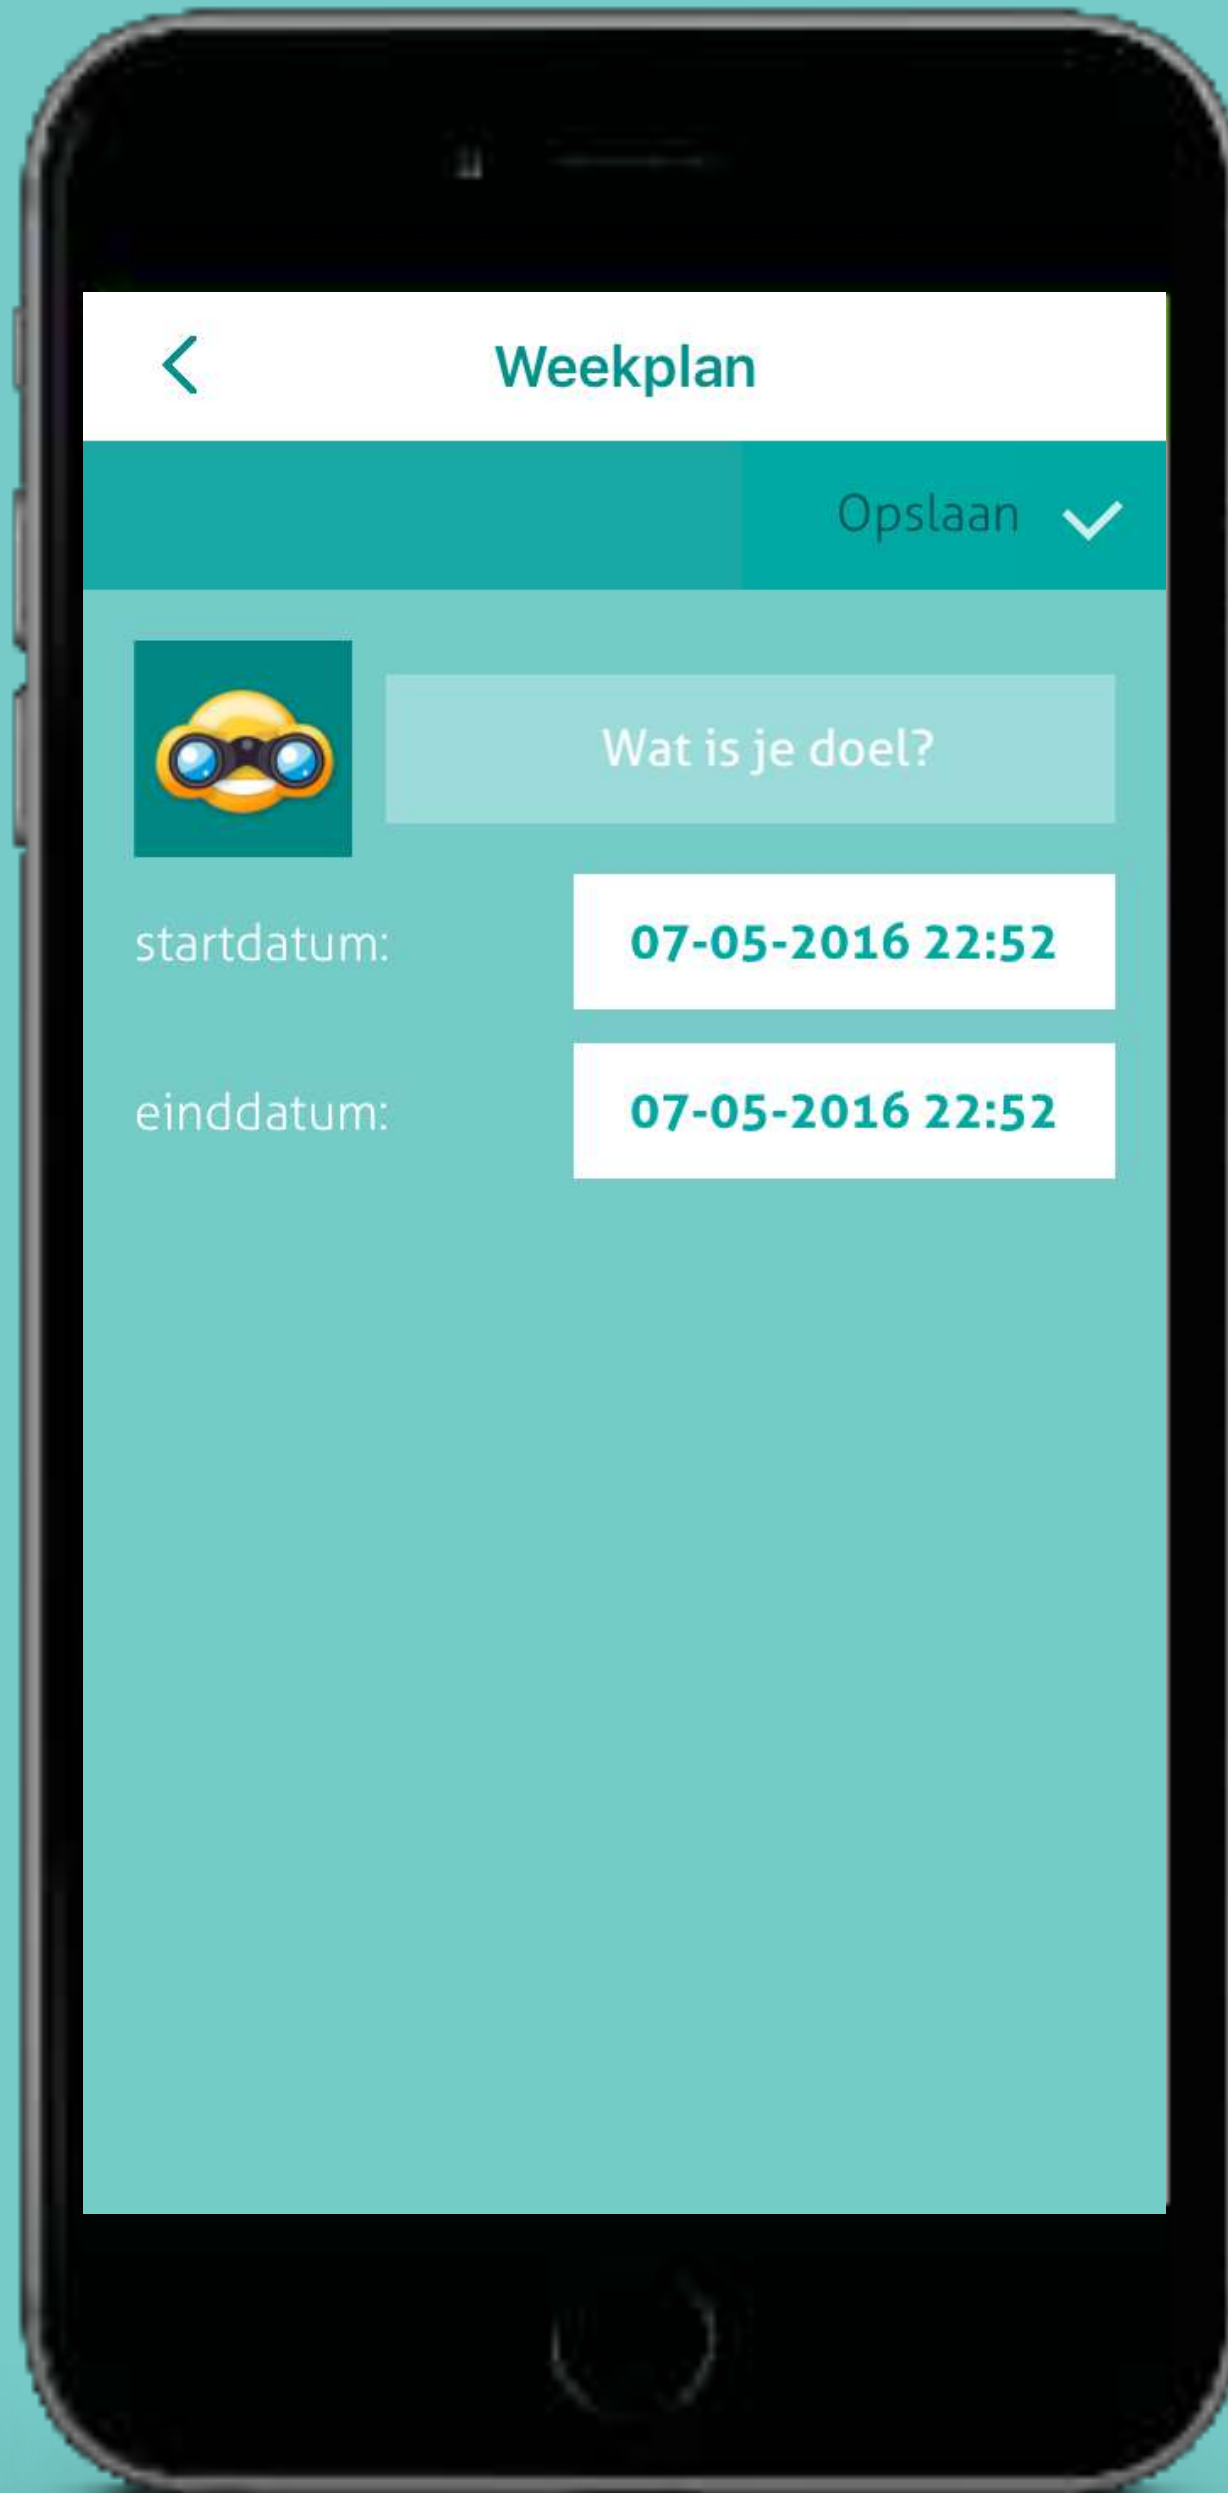 Weekplan
Opslaan
Wat is je doel?
startdatum: 07-05-2016 22:52
einddatum: 07-05-2016 22:52